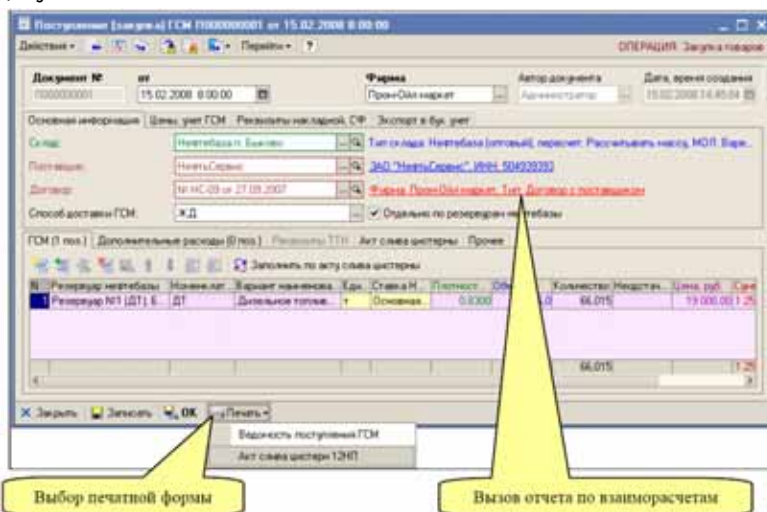 Поступление (закупка) ГСМ П000000001 от 15.02.2008 8:00:00
Действия Перейти ?
ОПЕРАЦИЯ: Закупка товаров
Документ № от Фирма Автор документа Дата, время создания
П000000001 15.02.2008 8:00:00 ПромОйл-маркет Администратор 15.02.2008 14:45:04
Основная информация Цены, учет ГСМ Реквизиты накладной, СФ Экспорт в бух. учет
Склад: Нефтебаза п. Быково Тип склада: Нефтебаза (оптовый), пересчет: Рассчитывать массу, МОЛ: Варе...
Поставщик: НефтьСервис ЗАО "НефтьСервис", ИНН: 504939393
Договор: № НС-09 от 27.09.2007 Фирма: ПромОйл-маркет, Тип: Договор с поставщиком
Способ доставки ГСМ: ЖД Отдельно по резервуарам нефтебазы
ГСМ (1 поз.) Дополнительные расходы (0 поз.) Реквизиты ТТН Акт слива цистерны Прочее
Заполнить по акту слива цистерны
N Резервуар нефтебазы Номенклат... Вариант наименова... Един... Ставка Н... Плотност... Количество Недостач... Цена, руб
1 Резервуар №1 (ДТ), Б... ДТ Дизельное топлив... т Основная... 0.8300 66,015 19 000.00
66,015
Закрыть Записать OK Печать
Ведомость поступления ГСМ
Акт слива цистерн 12НП
Выбор печатной формы
Вызов отчета по взаиморасчетам